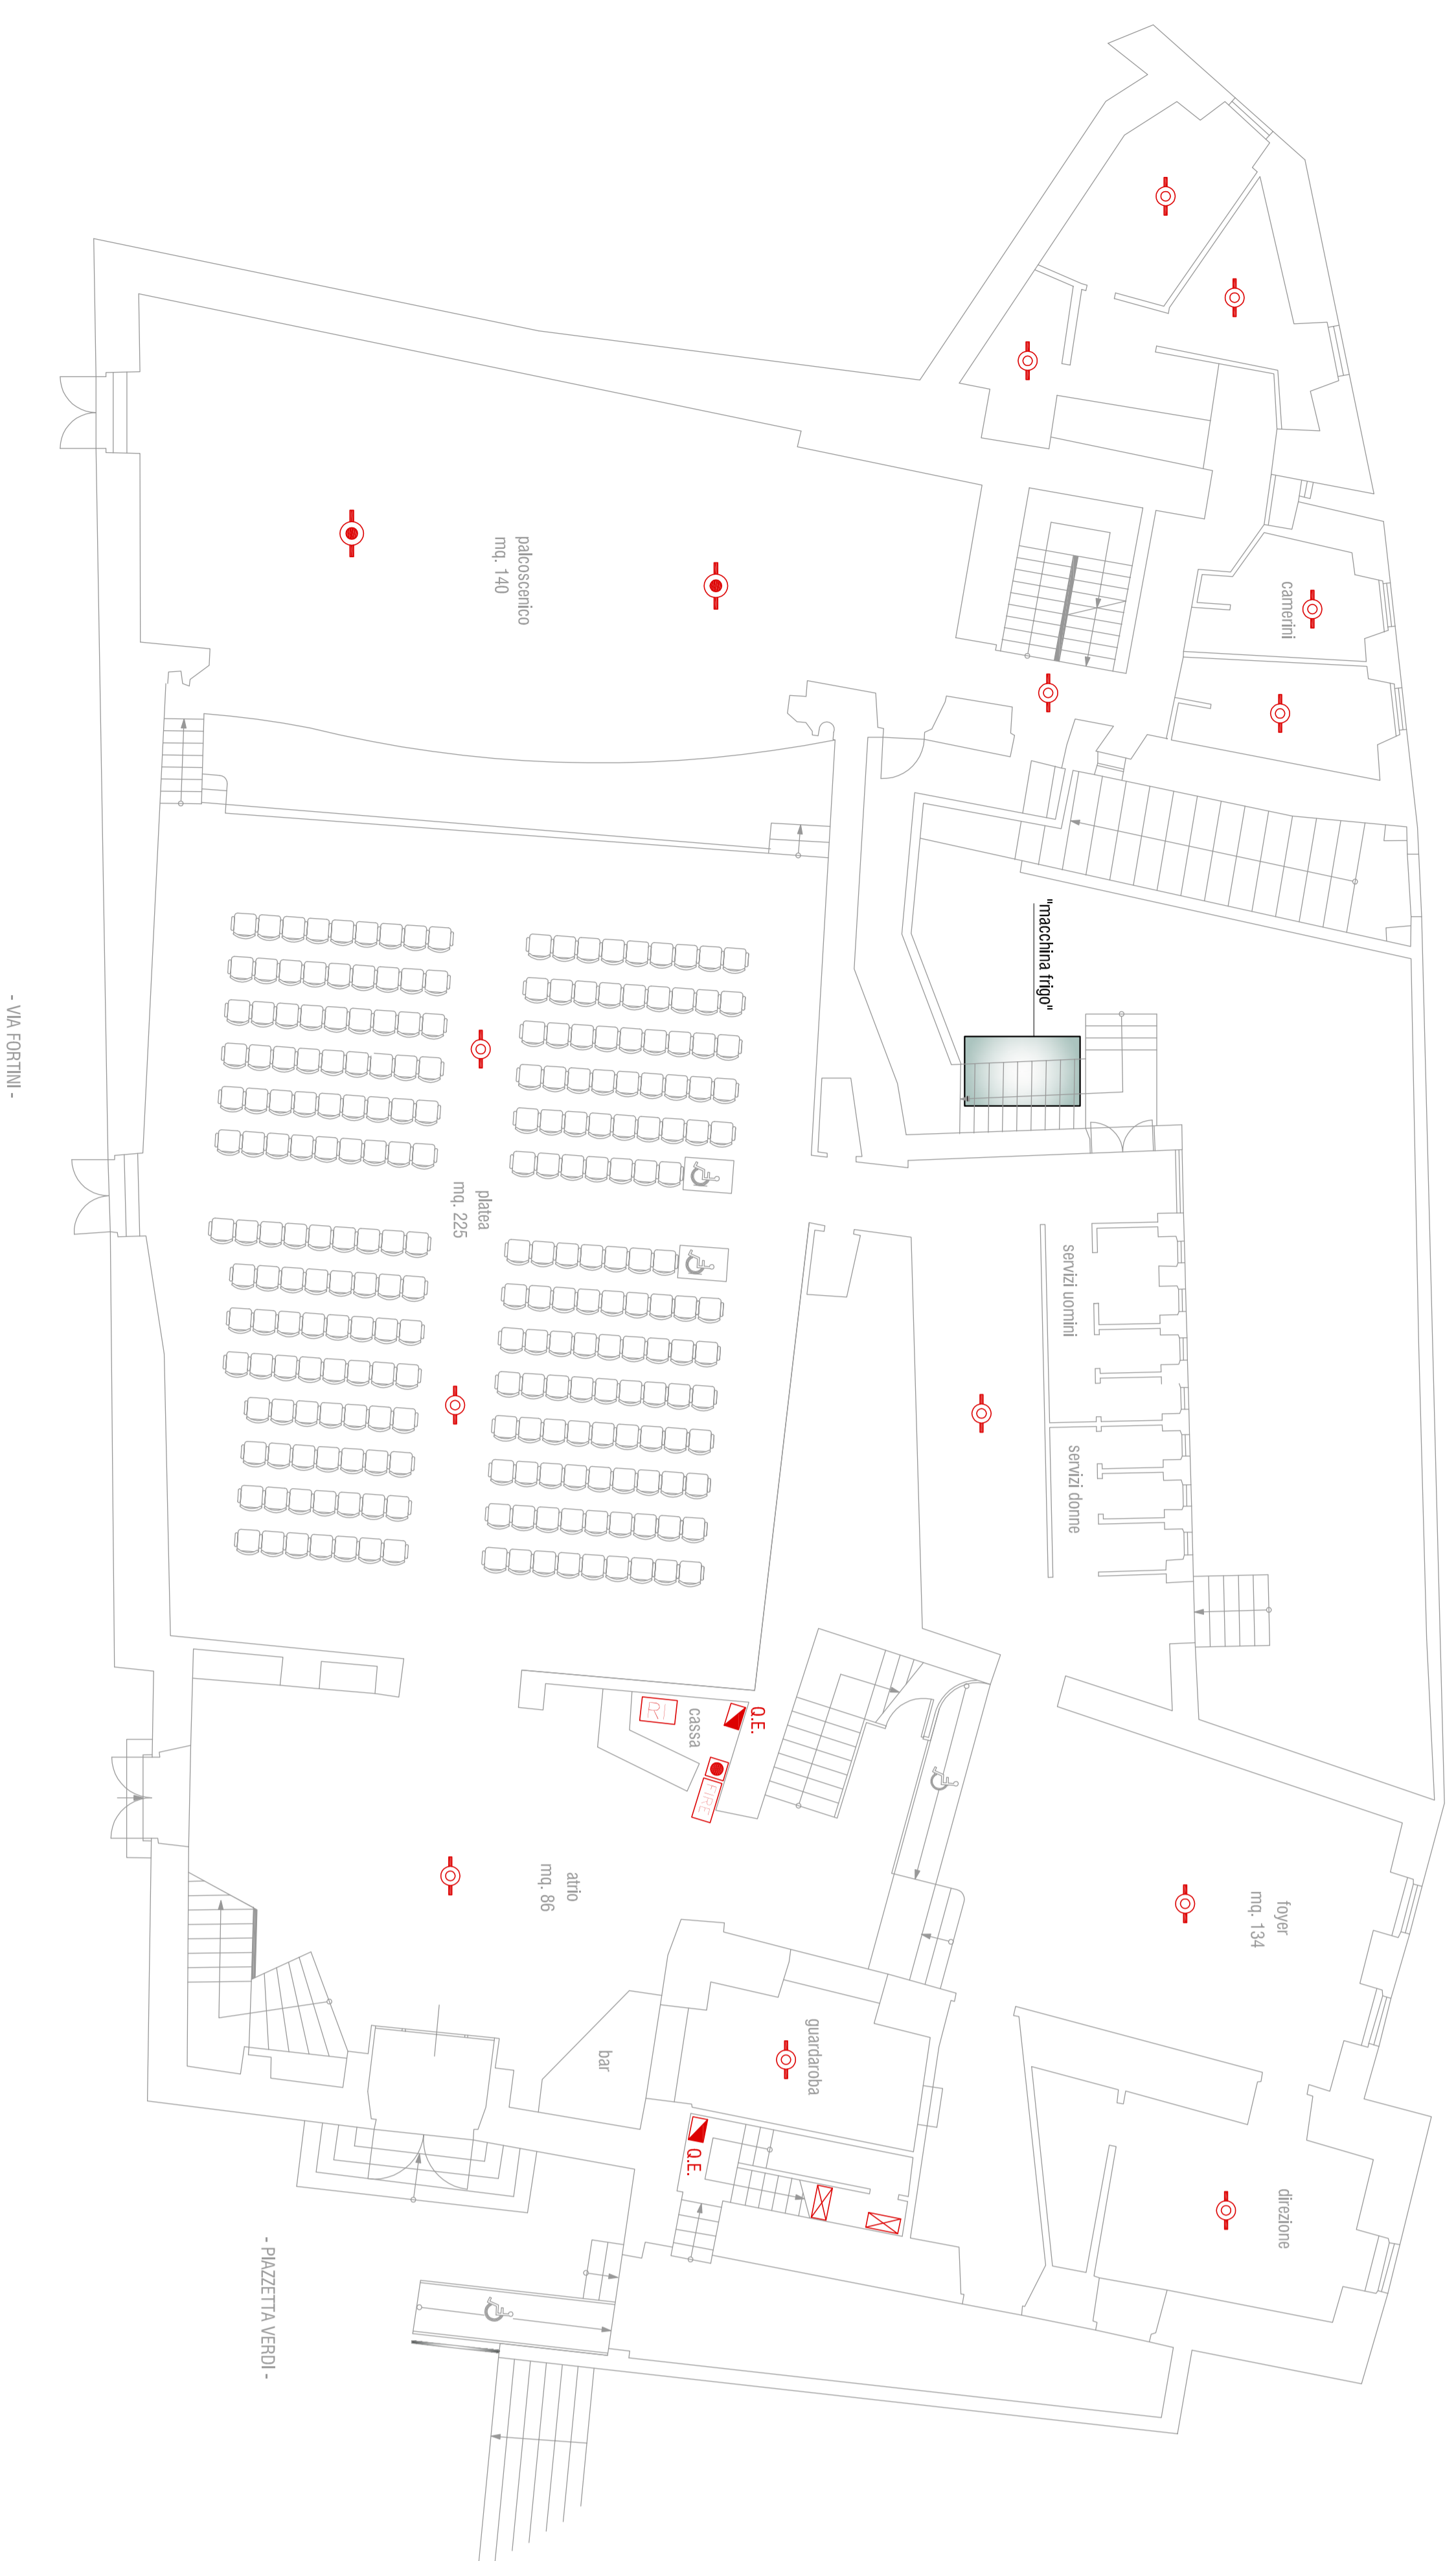 palcoscenico
mq. 140
camerini
"macchina frigo"
- VIA FORTINI -
platea
mq. 225
servizi uomini
servizi donne
Q.E.
cassa
RI
FIRE
atrio
mq. 86
foyer
mq. 134
guardaroba
bar
Q.E.
direzione
- PIAZZETTA VERDI -